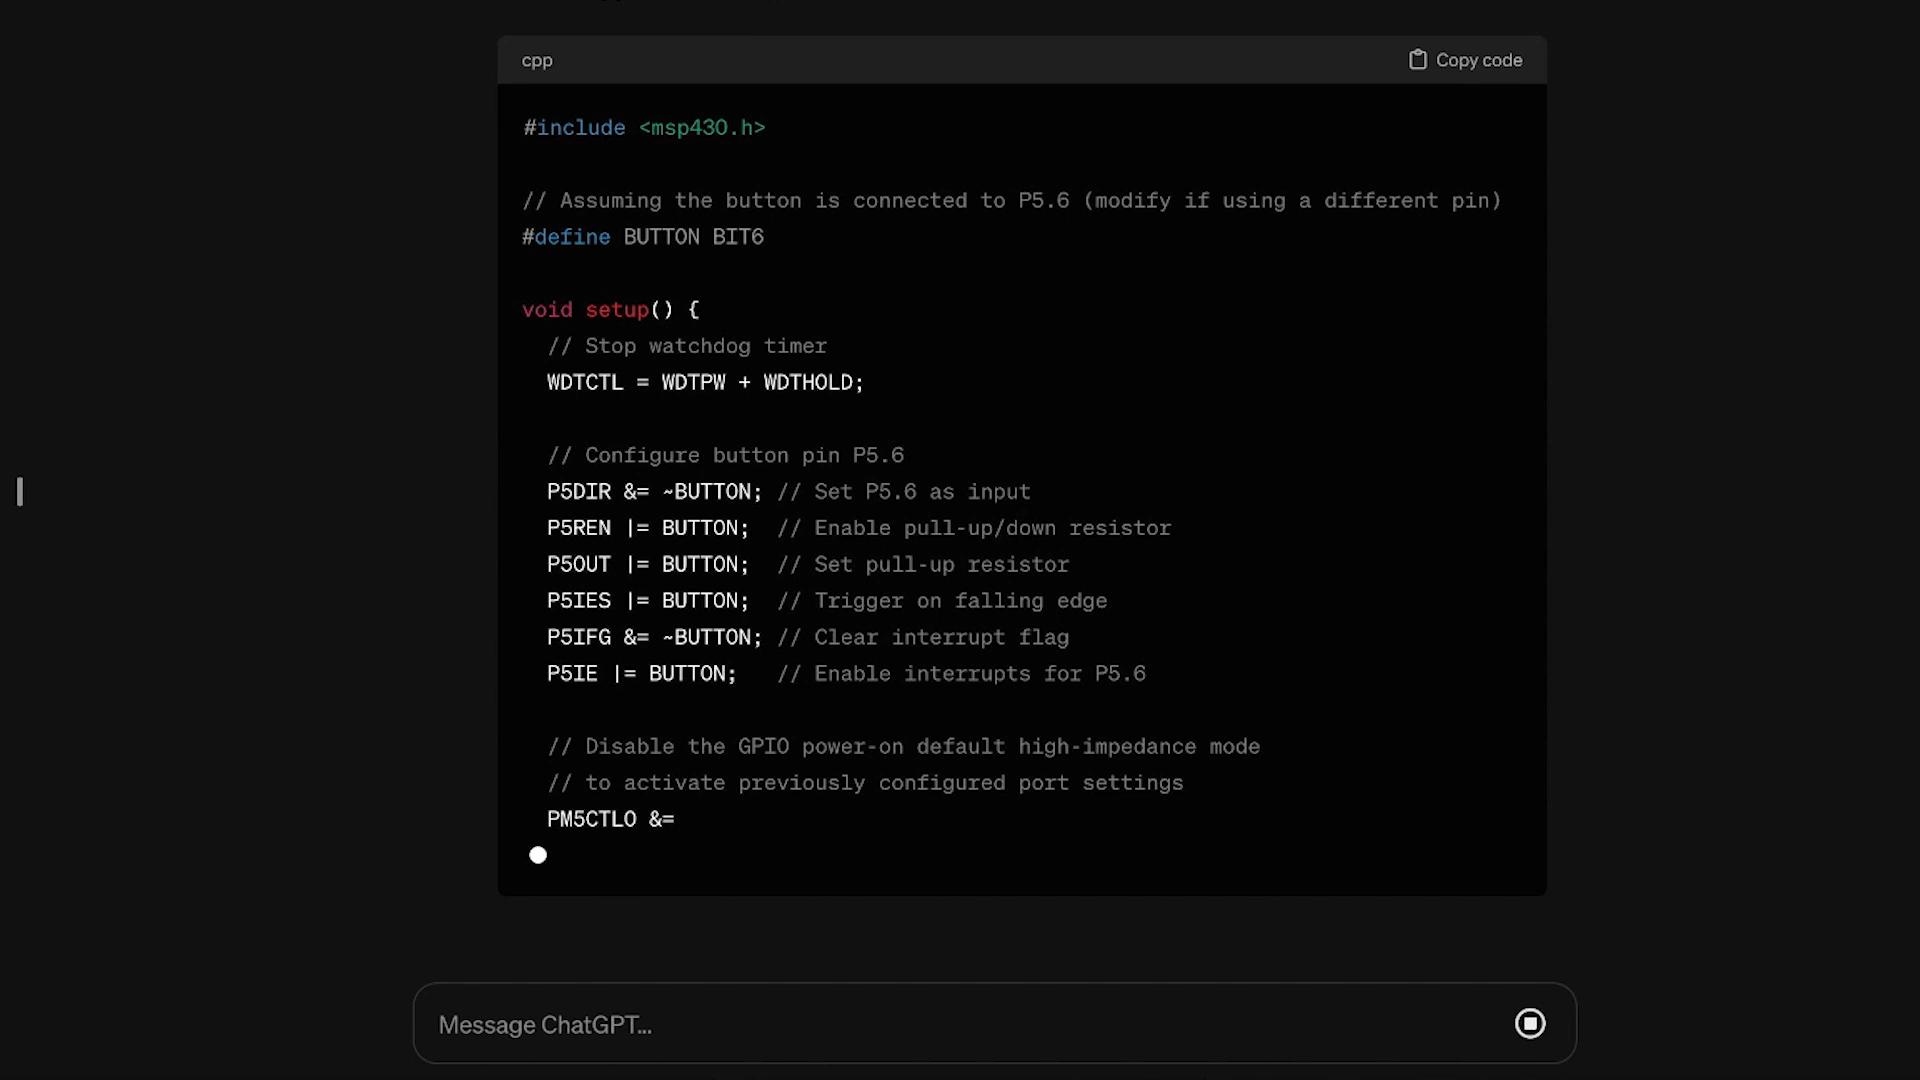 cpp
Copy code
#include <msp430.h>
// Assuming the button is connected to P5.6 (modify if using a different pin)
#define BUTTON BIT6
void setup() {
// Stop watchdog timer
WDTCTL = WDTPW + WDTHOLD;
// Configure button pin P5.6
P5DIR &= ~BUTTON; // Set P5.6 as input
P5REN |= BUTTON;  // Enable pull-up/down resistor
P5OUT |= BUTTON;  // Set pull-up resistor
P5IES |= BUTTON;  // Trigger on falling edge
P5IFG &= ~BUTTON; // Clear interrupt flag
P5IE |= BUTTON;   // Enable interrupts for P5.6
// Disable the GPIO power-on default high-impedance mode
// to activate previously configured port settings
PM5CTL0 &=
Message ChatGPT...